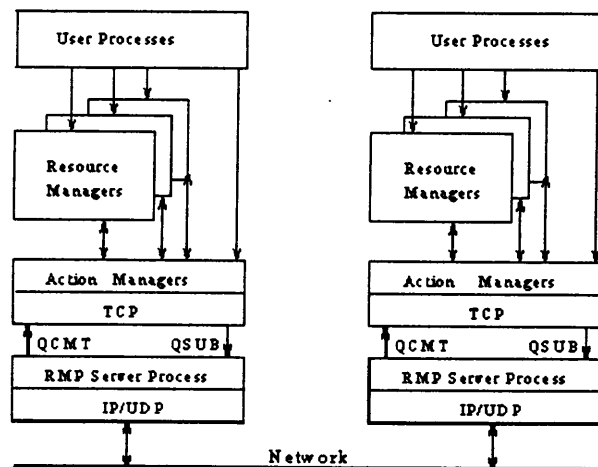 User Processes
Resource
Managers
Action Managers
TCP
QCMT QSUB
RMP Server Process
IP/UDP
User Processes
Resource
Managers
Action Managers
TCP
QCMT QSUB
RMP Server Process
IP/UDP
Network